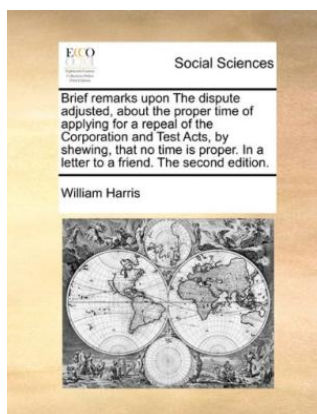 ECCO
Social Sciences
Brief remarks upon The dispute
adjusted, about the proper time of
applying for a repeal of the
Corporation and Test Acts, by
shewing, that no time is proper. In a
letter to a friend. The second edition.
William Harris